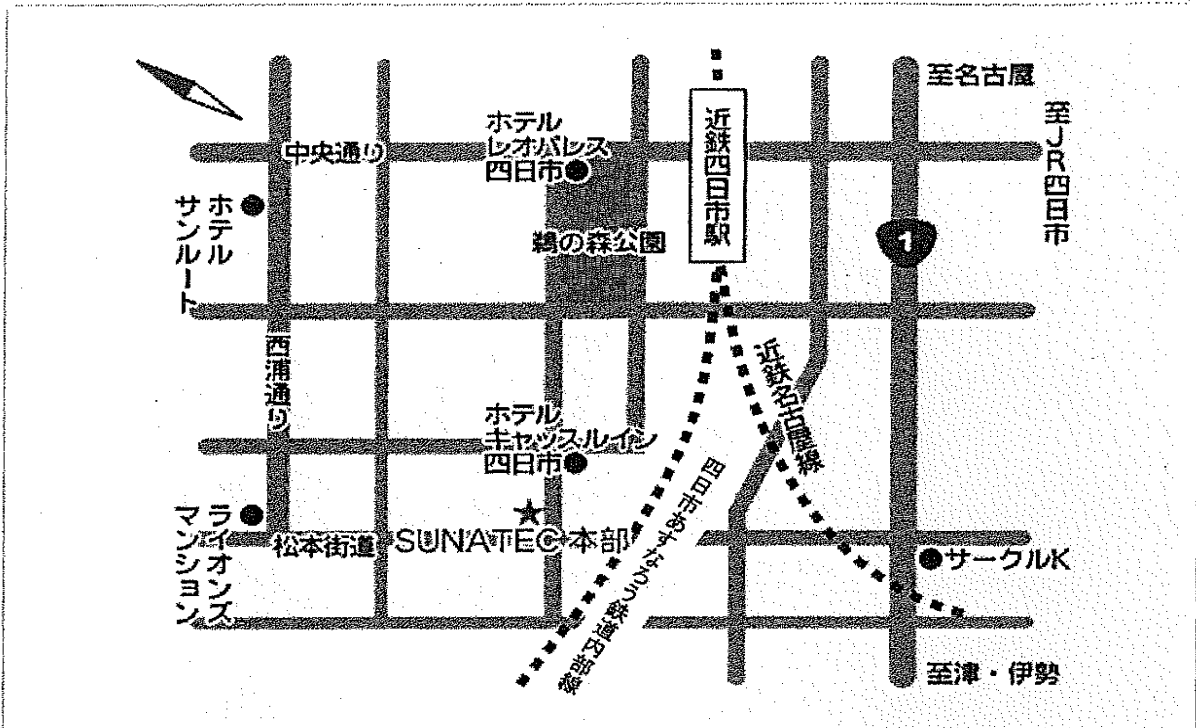 至名古屋
至JR四日市
近鉄四日市駅
ホテル
レオパレス
四日市
中央通り
ホテル
サンルート
鵜の森公園
1
西浦通り
近鉄名古屋線
ホテル
キャッスルイン
四日市
四日市あすなろう鉄道内部線
ライオンズ
マンション
松本街道
SUNATEC本部
サークルK
至津・伊勢